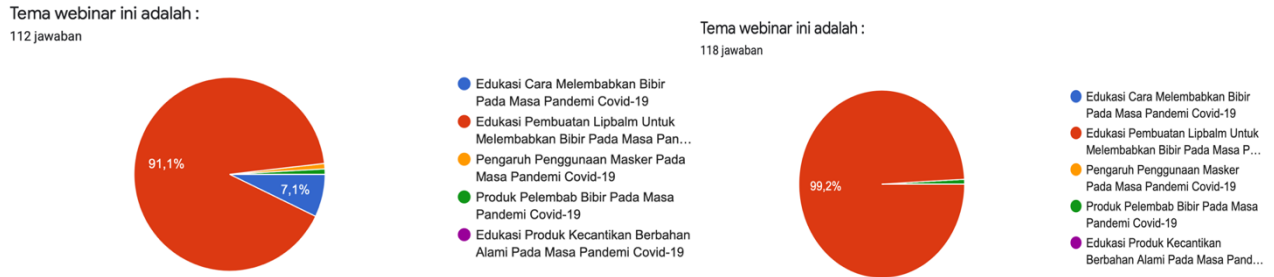 Tema webinar ini adalah :
112 jawaban
91,1%
7,1%
Edukasi Cara Melembabkan Bibir
Pada Masa Pandemi Covid-19
Edukasi Pembuatan Lipbalm Untuk
Melembabkan Bibir Pada Masa Pan...
Pengaruh Penggunaan Masker Pada
Masa Pandemi Covid-19
Produk Pelembab Bibir Pada Masa
Pandemi Covid-19
Edukasi Produk Kecantikan Berbahan
Alami Pada Masa Pandemi Covid-19
Tema webinar ini adalah :
118 jawaban
99,2%
Edukasi Cara Melembabkan Bibir
Pada Masa Pandemi Covid-19
Edukasi Pembuatan Lipbalm Untuk
Melembabkan Bibir Pada Masa P...
Pengaruh Penggunaan Masker
Pada Masa Pandemi Covid-19
Produk Pelembab Bibir Pada Masa
Pandemi Covid-19
Edukasi Produk Kecantikan
Berbahan Alami Pada Masa Pand...